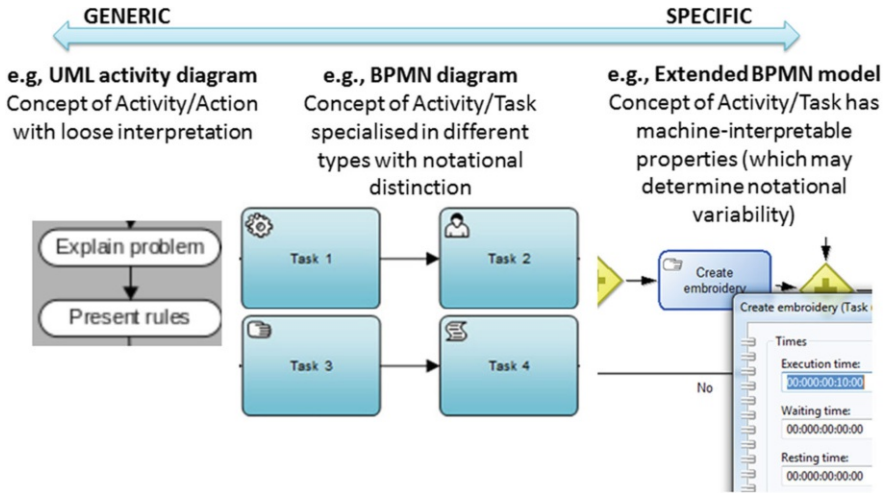 GENERIC
SPECIFIC
e.g, UML activity diagram
Concept of Activity/Action
with loose interpretation
e.g., BPMN diagram
Concept of Activity/Task
specialised in different
types with notational
distinction
e.g., Extended BPMN model
Concept of Activity/Task has
machine-interpretable
properties (which may
determine notational
variability)
Explain problem
Present rules
Task 1
Task 2
Task 3
Task 4
Create
embroidery
No
Create embroidery (Task
Times
Execution time:
00:000:00:10:00
Waiting time:
00:000:00:00:00
Resting time:
00:000:00:00:00